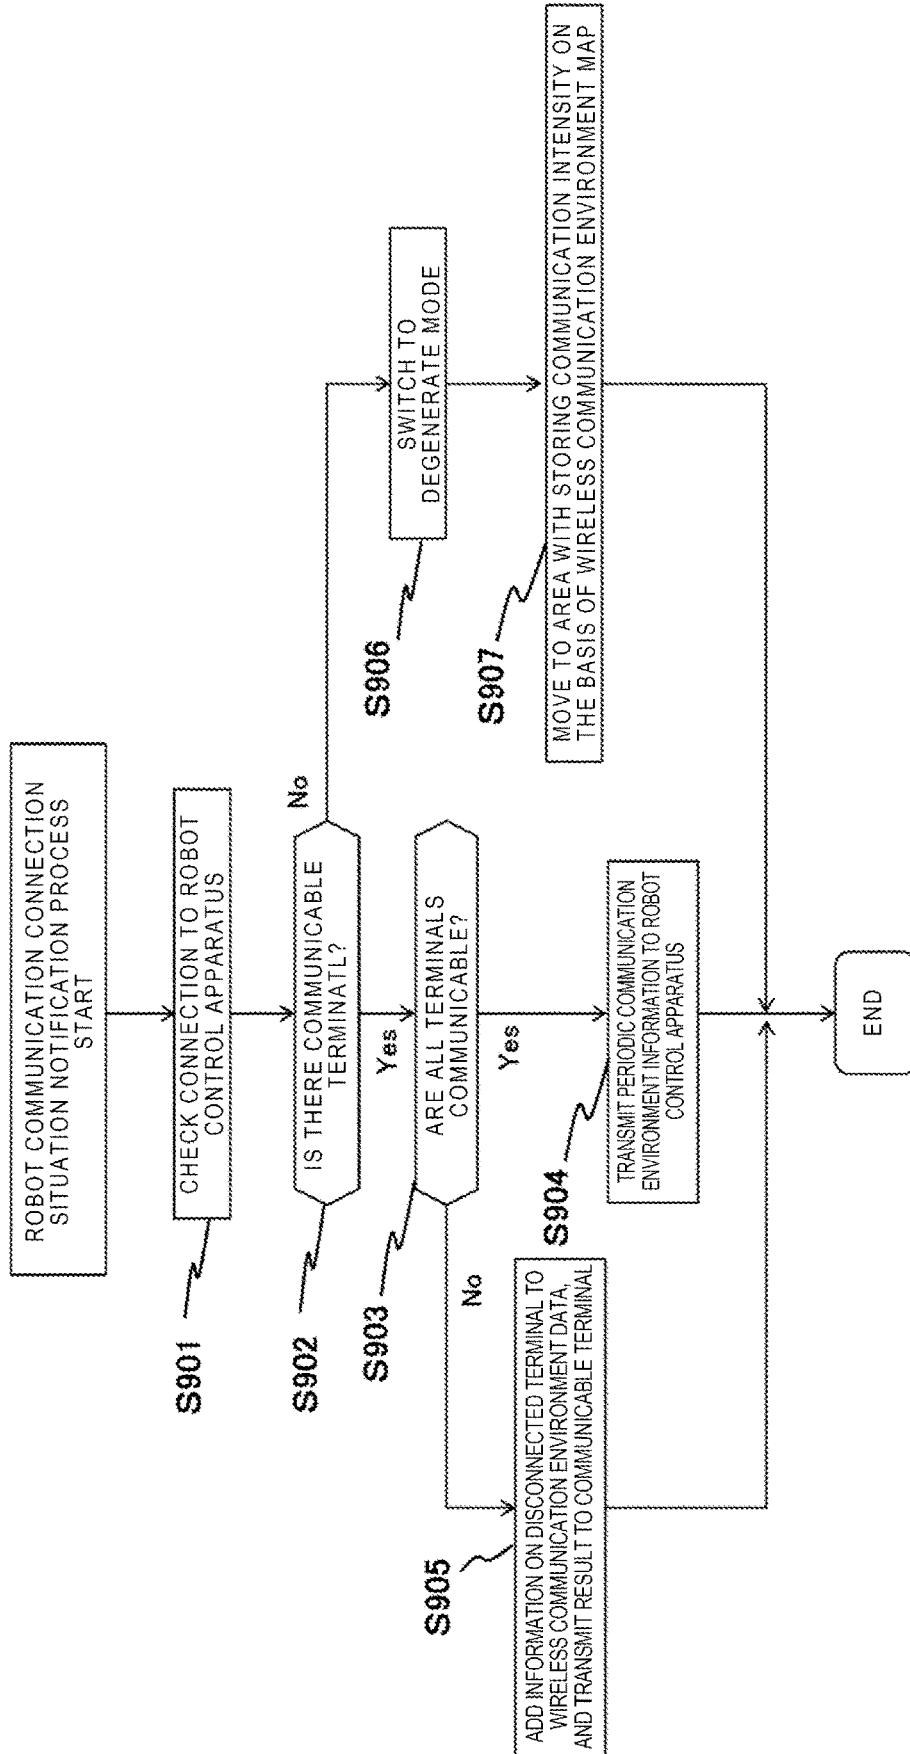 ROBOT COMMUNICATION CONNECTION
SITUATION NOTIFICATION PROCESS
START
S901
CHECK CONNECTION TO ROBOT
CONTROL APPARATUS
S902
IS THERE COMMUNICABLE
TERMINATL?
No
Yes
S903
ARE ALL TERMINALS
COMMUNICABLE?
No
Yes
S904
TRANSMIT PERIODIC COMMUNICATION
ENVIRONMENT INFORMATION TO ROBOT
CONTROL APPARATUS
S905
ADD INFORMATION ON DISCONNECTED TERMINAL TO
WIRELESS COMMUNICATION ENVIRONMENT DATA,
AND TRANSMIT RESULT TO COMMUNICABLE TERMINAL
S906
SWITCH TO
DEGENERATE MODE
S907
MOVE TO AREA WITH STORING COMMUNICATION INTENSITY ON
THE BASIS OF WIRELESS COMMUNICATION ENVIRONMENT MAP
END